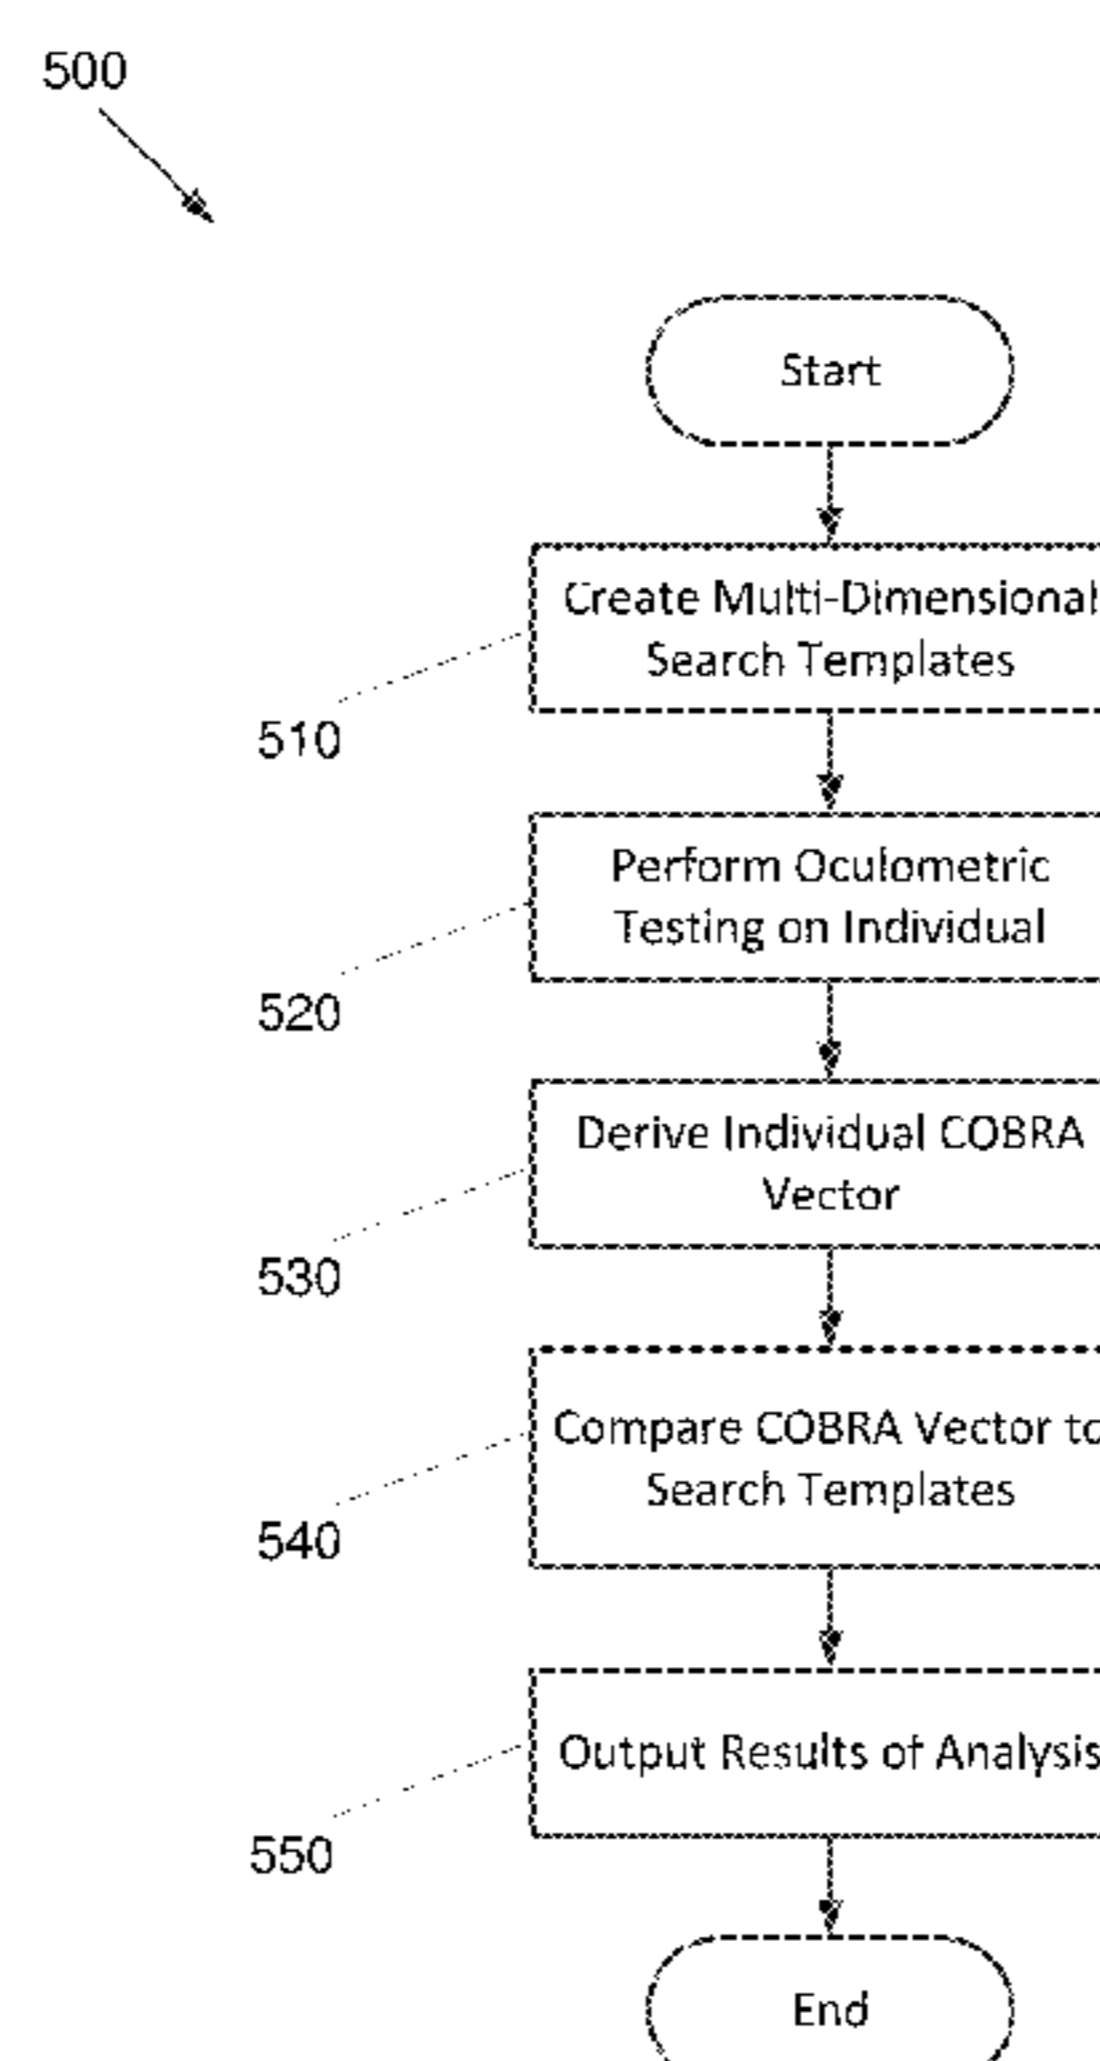 500
Start
Create Multi-Dimensional
Search Templates
510
Perform Oculometric
Testing on Individual
520
Derive Individual COBRA
Vector
530
Compare COBRA Vector to
Search Templates
540
Output Results of Analysis
550
End